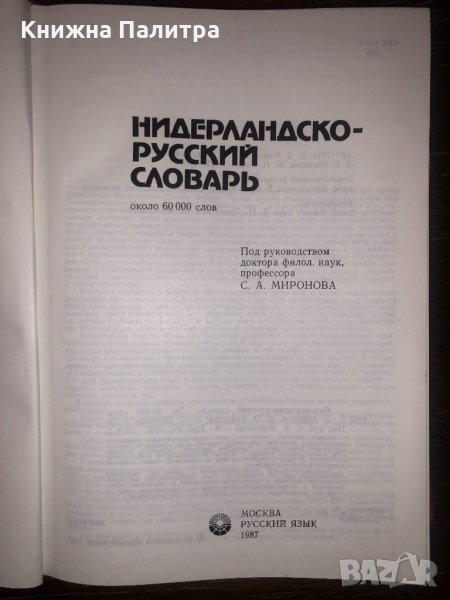 Книжна Палитра
НИДЕРЛАНДСКО-
РУССКИЙ
СЛОВАРЬ
около 60 000 слов
Под руководством
доктора филол. наук,
профессора
С. А. МИРОНОВА
МОСКВА
РУССКИЙ ЯЗЫК
1987
BAZAR